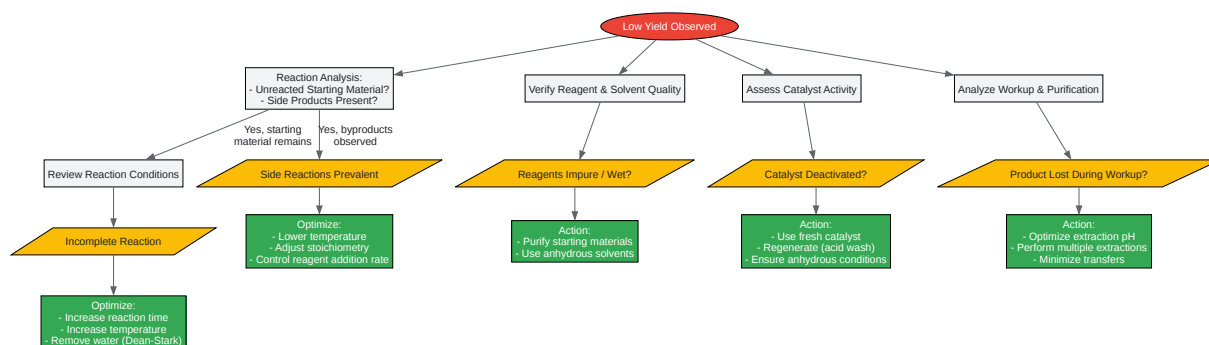 Low Yield Observed
Reaction Analysis:
- Unreacted Starting Material?
- Side Products Present?
Verify Reagent & Solvent Quality
Assess Catalyst Activity
Analyze Workup & Purification
Yes, starting
material remains
Yes, byproducts
observed
Review Reaction Conditions
Side Reactions Prevalent
Reagents Impure / Wet?
Catalyst Deactivated?
Product Lost During Workup?
Incomplete Reaction
Optimize:
- Lower temperature
- Adjust stoichiometry
- Control reagent addition rate
Action:
- Purify starting materials
- Use anhydrous solvents
Action:
- Use fresh catalyst
- Regenerate (acid wash)
- Ensure anhydrous conditions
Action:
- Optimize extraction pH
- Perform multiple extractions
- Minimize transfers
Optimize:
- Increase reaction time
- Increase temperature
- Remove water (Dean-Stark)